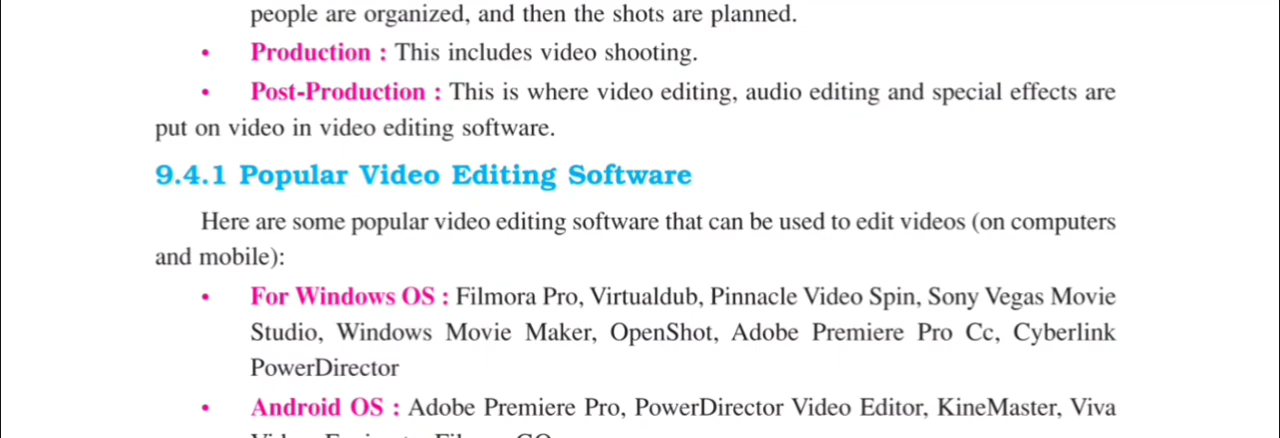 people are organized, and then the shots are planned.
• Production : This includes video shooting.
• Post-Production : This is where video editing, audio editing and special effects are
put on video in video editing software.
9.4.1 Popular Video Editing Software
Here are some popular video editing software that can be used to edit videos (on computers
and mobile):
• For Windows OS : Filmora Pro, Virtualdub, Pinnacle Video Spin, Sony Vegas Movie
Studio, Windows Movie Maker, OpenShot, Adobe Premiere Pro Cc, Cyberlink
PowerDirector
• Android OS : Adobe Premiere Pro, PowerDirector Video Editor, KineMaster, Viva